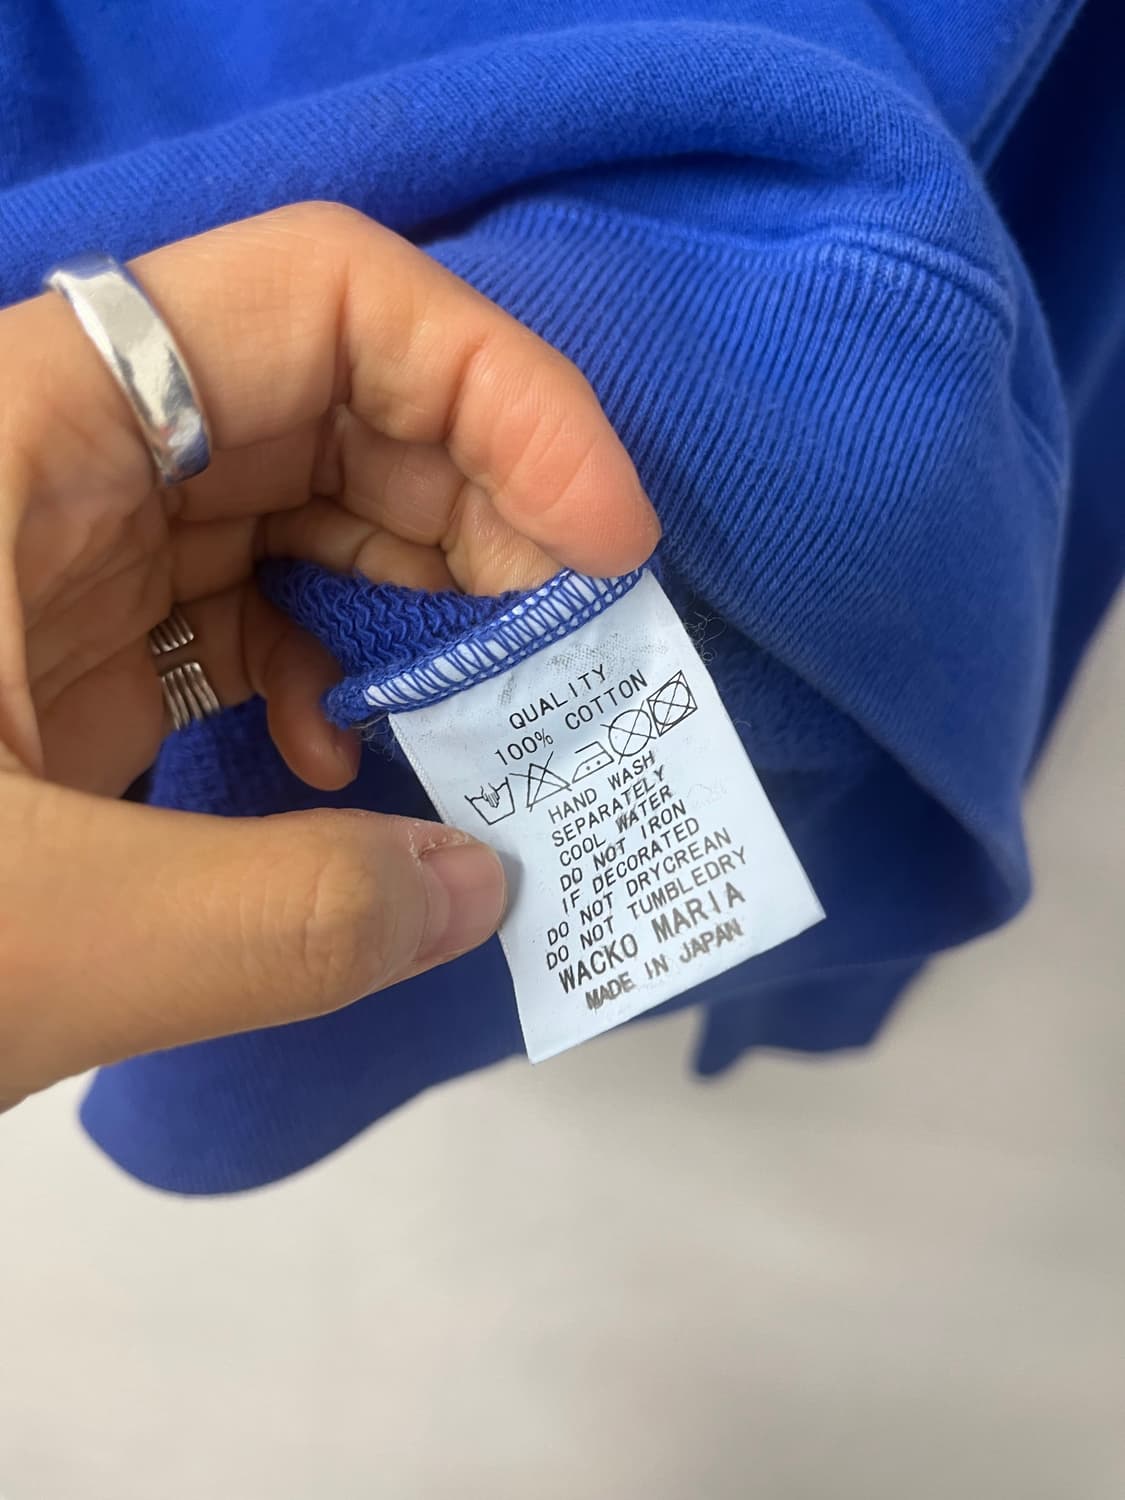 QUALITY
100% COTTON
HAND WASH
SEPARATELY
COOL WATER
DO NOT IRON
IF DECORATED
DO NOT DRYCREAN
DO NOT TUMBLEDRY
WACKO MARIA
MADE IN JAPAN